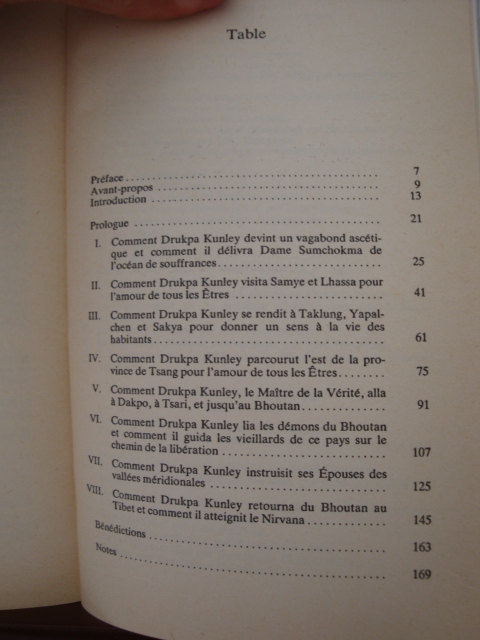 Table
Préface ........ 7
Avant-propos ........ 9
Introduction ........ 13
Prologue ........ 21
I. Comment Drukpa Kunley devint un vagabond ascéti-
que et comment il délivra Dame Sumchokma de
l'océan de souffrances ........ 25
II. Comment Drukpa Kunley visita Samye et Lhassa pour
l'amour de tous les Êtres ........ 41
III. Comment Drukpa Kunley se rendit à Taklung, Yapal-
chen et Sakya pour donner un sens à la vie des
habitants ........ 61
IV. Comment Drukpa Kunley parcourut l'est de la pro-
vince de Tsang pour l'amour de tous les Êtres ........ 75
V. Comment Drukpa Kunley, le Maître de la Vérité, alla
à Dakpo, à Tsari, et jusqu'au Bhoutan ........ 91
VI. Comment Drukpa Kunley lia les démons du Bhoutan
et comment il guida les vieillards de ce pays sur le
chemin de la libération ........ 107
VII. Comment Drukpa Kunley instruisit ses Épouses des
vallées méridionales ........ 125
VIII. Comment Drukpa Kunley retourna du Bhoutan au
Tibet et comment il atteignit le Nirvana ........ 145
Bénédictions ........ 163
Notes ........ 169